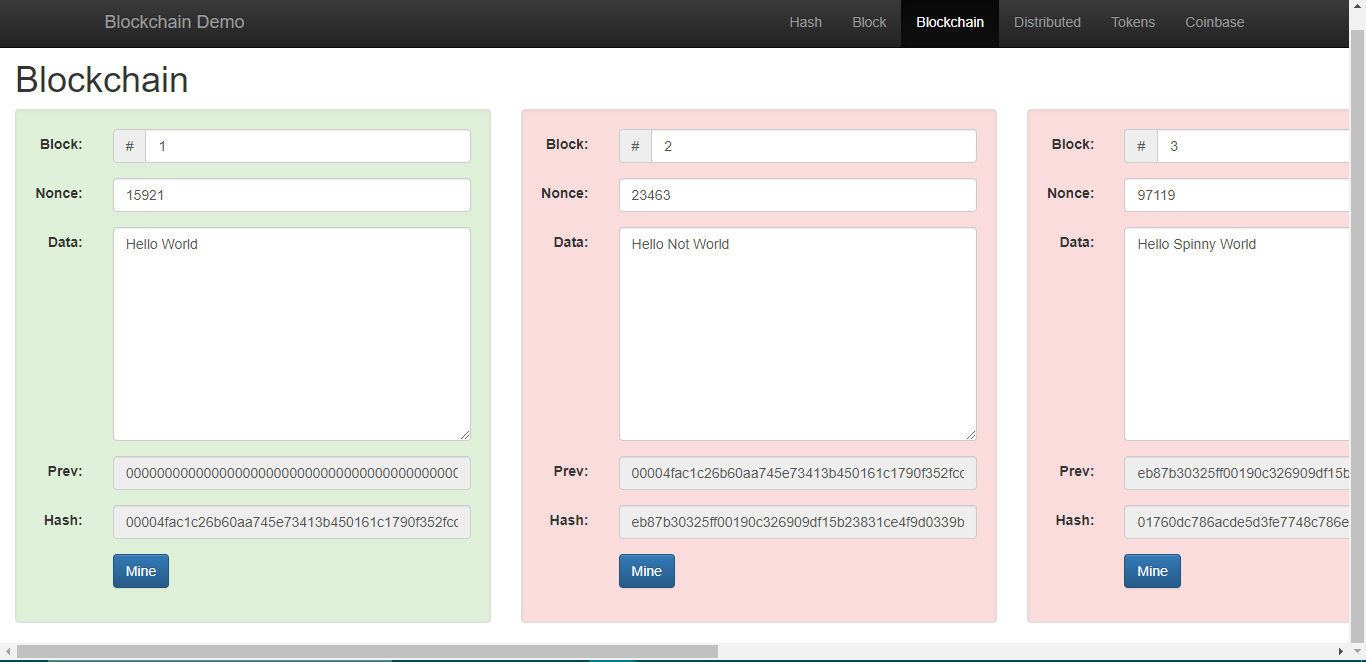 Blockchain Demo Hash Block Blockchain Distributed Tokens Coinbase
Blockchain
Block: # 1
Nonce: 15921
Data: Hello World
Prev: 00000000000000000000000000000000000000000000
Hash: 00004fac1c26b60aa745e73413b450161c1790f352fcc
Mine
Block: # 2
Nonce: 23463
Data: Hello Not World
Prev: 00004fac1c26b60aa745e73413b450161c1790f352fcc
Hash: eb87b30325ff00190c326909df15b23831ce4f9d0339b
Mine
Block: # 3
Nonce: 97119
Data: Hello Spinny World
Prev: eb87b30325ff00190c326909df15b
Hash: 01760dc786acde5d3fe7748c786e
Mine